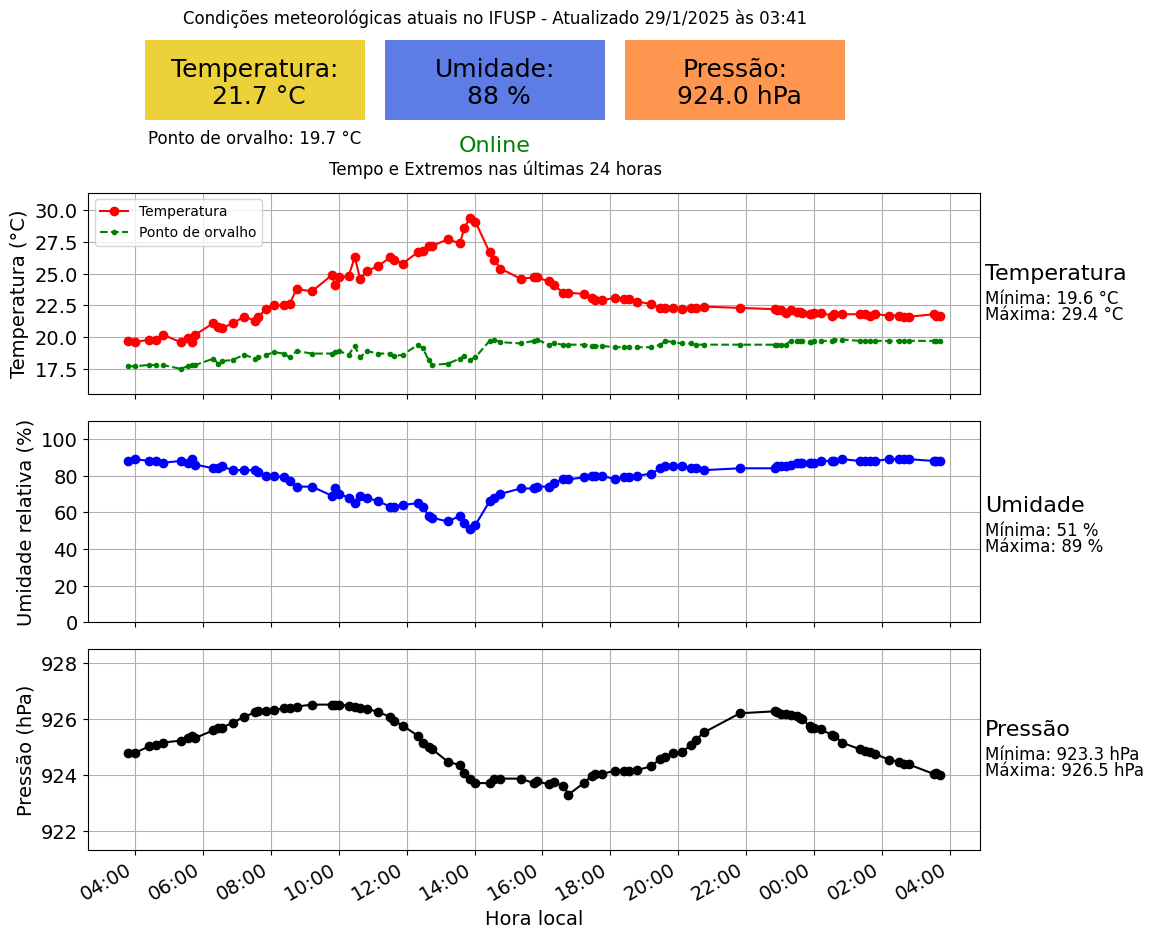 Condições meteorológicas atuais no IFUSP - Atualizado 29/1/2025 às 03:41
Temperatura:
21.7 °C
Umidade:
88 %
Pressão:
924.0 hPa
Ponto de orvalho: 19.7 °C
Online
Tempo e Extremos nas últimas 24 horas
Temperatura (°C)
30.0
27.5
25.0
22.5
20.0
17.5
Temperatura
Ponto de orvalho
Temperatura
Mínima: 19.6 °C
Máxima: 29.4 °C
Umidade relativa (%)
100
80
60
40
20
0
Umidade
Mínima: 51 %
Máxima: 89 %
Pressão (hPa)
928
926
924
922
Pressão
Mínima: 923.3 hPa
Máxima: 926.5 hPa
04:00 06:00 08:00 10:00 12:00 14:00 16:00 18:00 20:00 22:00 00:00 02:00 04:00
Hora local